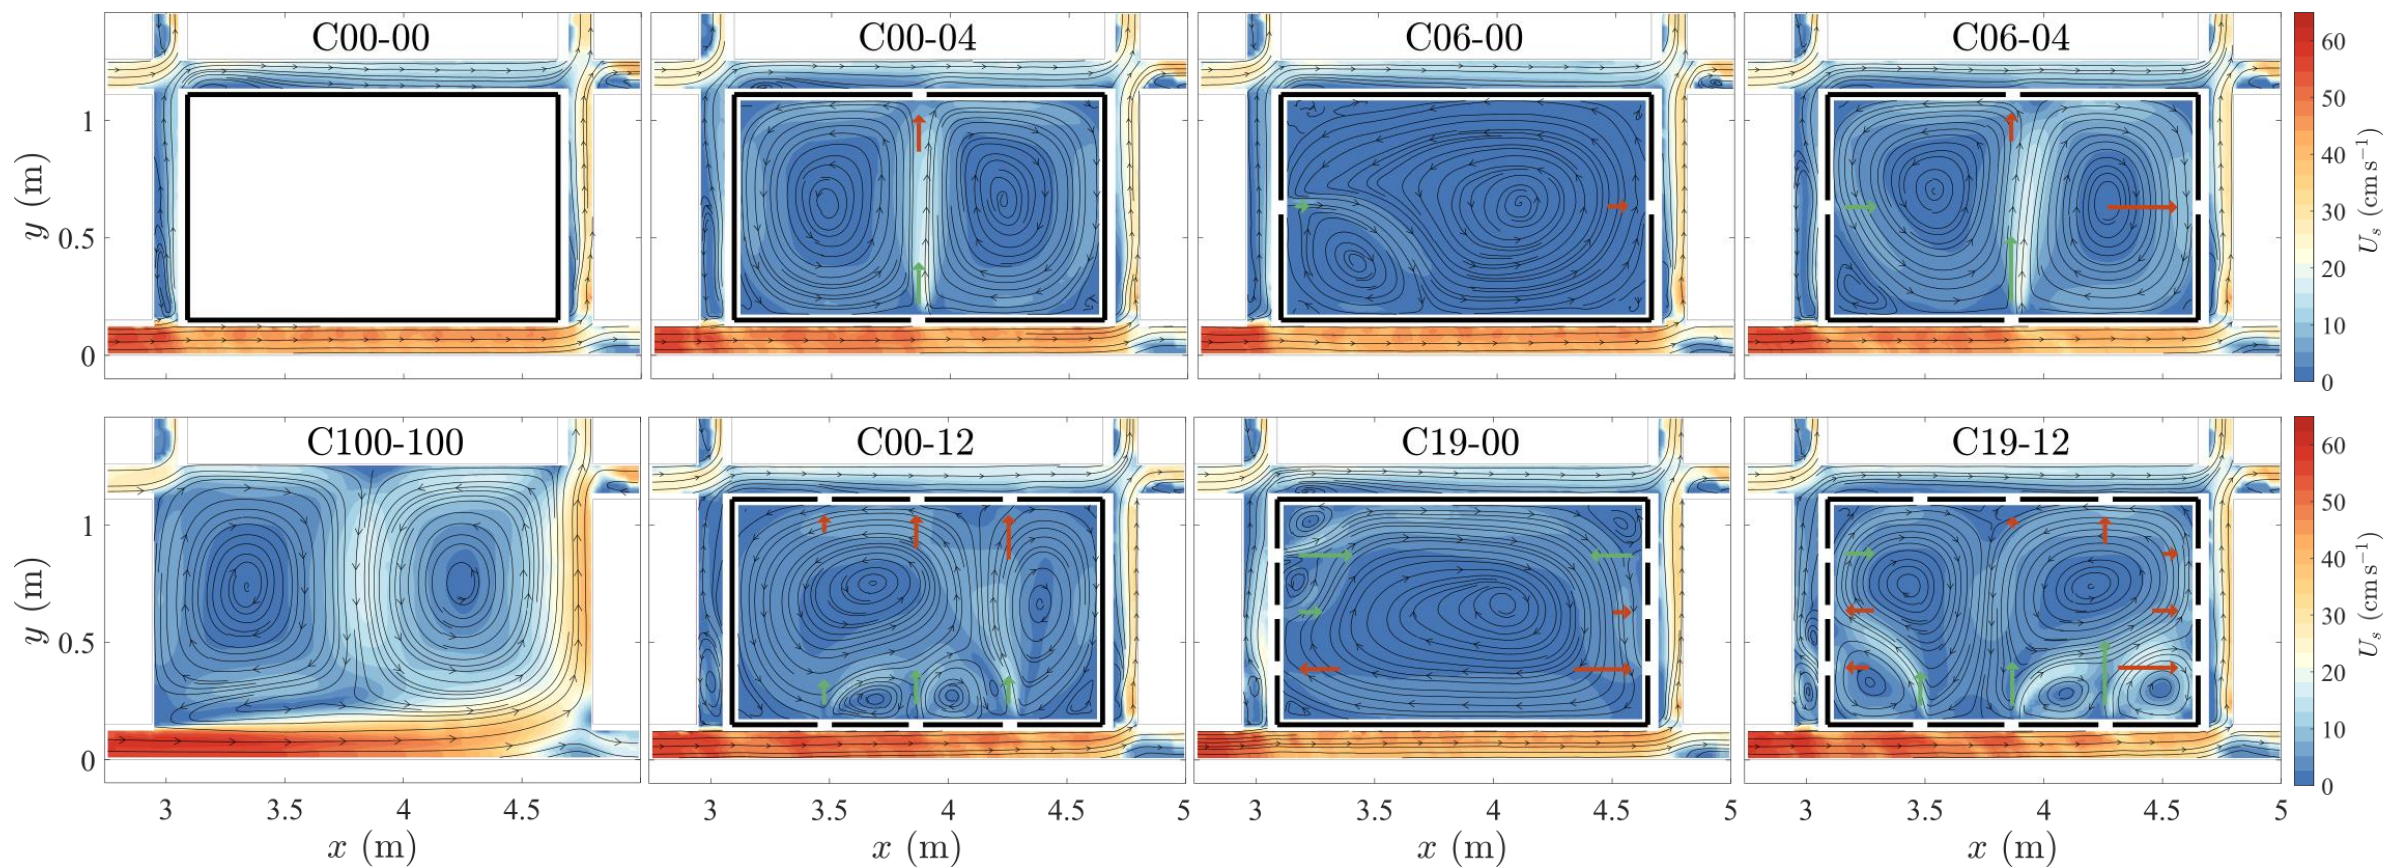 C00-00 C00-04 C06-00 C06-04
60
50
40
30
20
10
0
U_s (cm s⁻¹)
y (m)
1
0.5
0
C100-100 C00-12 C19-00 C19-12
60
50
40
30
20
10
0
U_s (cm s⁻¹)
y (m)
1
0.5
0
3 3.5 4 4.5 3 3.5 4 4.5 5 3 3.5 4 4.5 5 3 3.5 4 4.5 5
x (m) x (m) x (m)